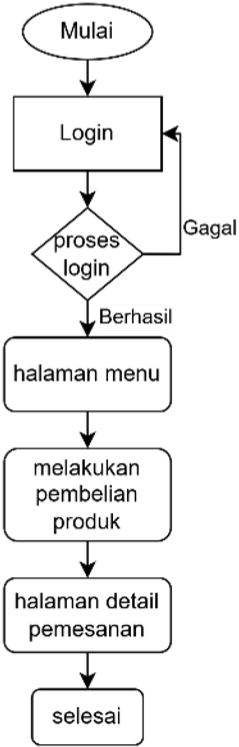 Mulai
Login
proses
login
Gagal
Berhasil
halaman menu
melakukan
pembelian
produk
halaman detail
pemesanan
selesai